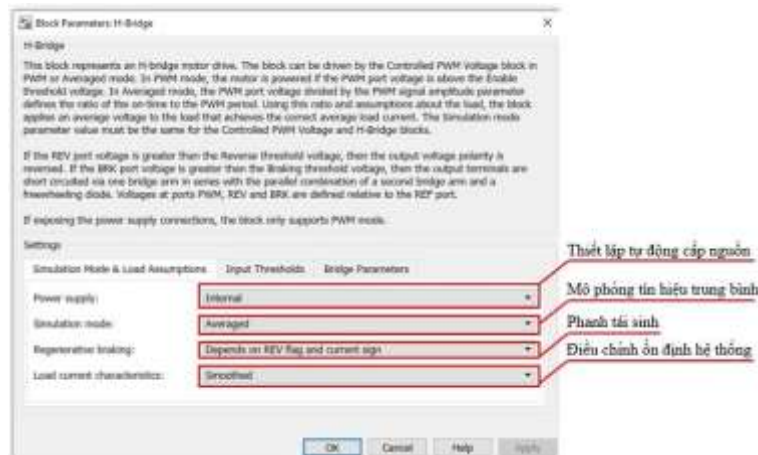 Block Parameters: H-Bridge
H-Bridge
This block represents an H-bridge motor drive. The block can be driven by the Controlled PWM Voltage block in
PWM or Averaged mode. In PWM mode, the motor is powered if the PWM port voltage is above the Enable
threshold voltage. In Averaged mode, the PWM port voltage divided by the PWM signal amplitude parameter
defines the ratio of the on-time to the PWM period. Using this ratio and assumptions about the load, the block
applies an average voltage to the load that achieves the correct average load current. The Simulation mode
parameter value must be the same for the Controlled PWM Voltage and H-Bridge blocks.
If the REV port voltage is greater than the Reverse threshold voltage, then the output voltage polarity is
reversed. If the BRK port voltage is greater than the Braking threshold voltage, then the output terminals are
short circuited via one bridge arm in series with the parallel combination of a second bridge arm and a
freewheeling diode. Voltages at ports PWM, REV and BRK are defined relative to the REF port.
If exposing the power supply connections, the block only supports PWM mode.
Settings
Simulation Mode & Load Assumptions Input Thresholds Bridge Parameters
Power supply: Internal
Simulation mode: Averaged
Regenerative braking: Depends on REV flag and current sign
Load current characteristics: Smoothed
OK Cancel Help Apply
Thiết lập tự động cấp nguồn
Mô phỏng tín hiệu trung bình
Phanh tái sinh
Điều chỉnh ổn định hệ thống